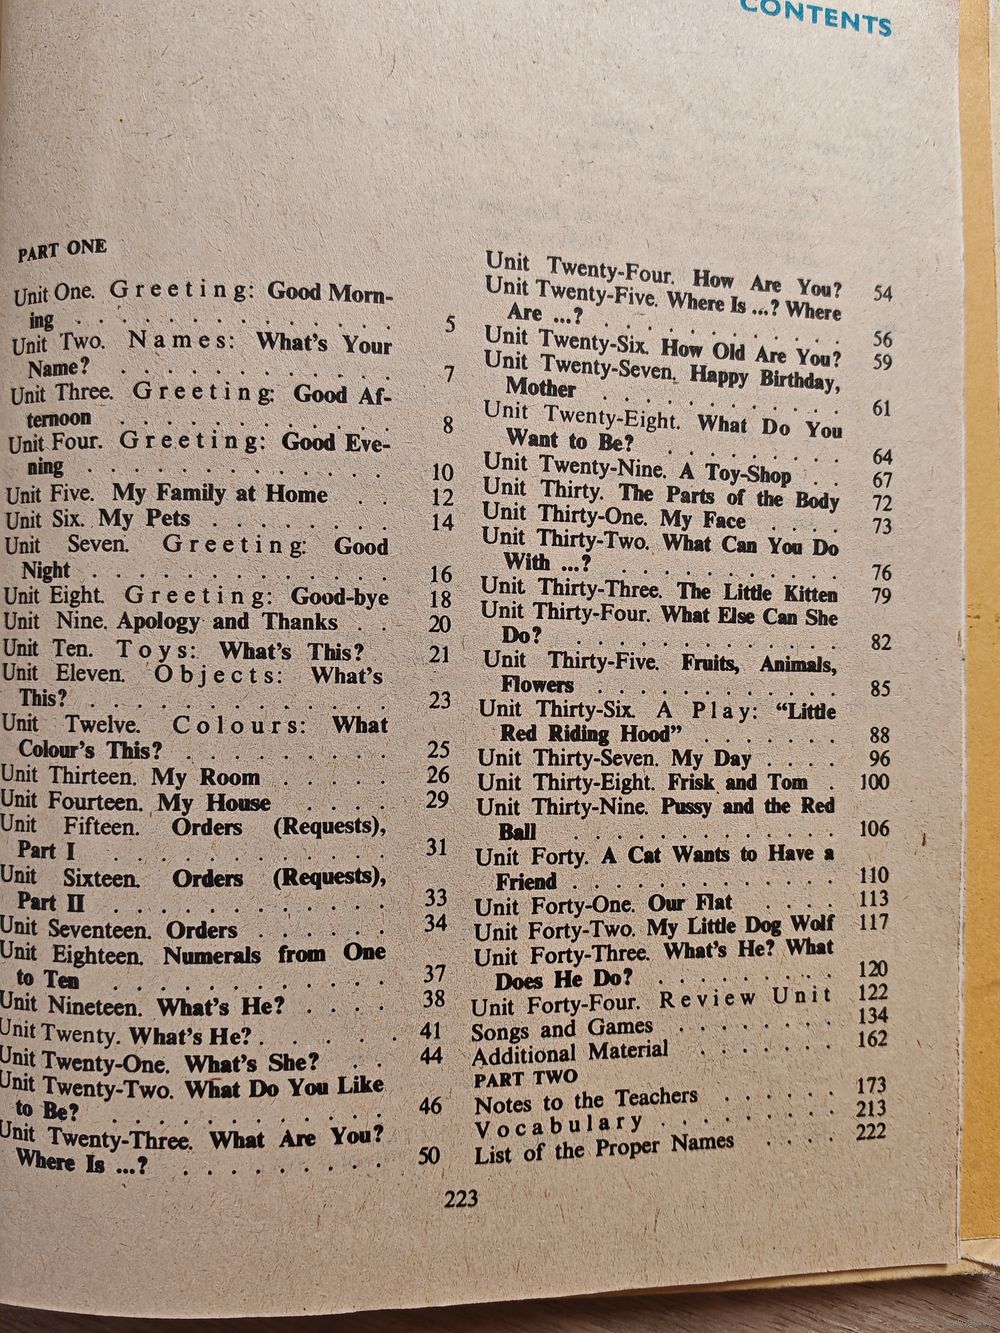 CONTENTS
PART ONE
Unit One. Greeting: Good Morn-
ing . . . . . . . . . . . . . 5
Unit Two. Names: What's Your
Name? . . . . . . . . . . . . 7
Unit Three. Greeting: Good Af-
ternoon . . . . . . . . . . . . 8
Unit Four. Greeting: Good Eve-
ning . . . . . . . . . . . . . 10
Unit Five. My Family at Home . . 12
Unit Six. My Pets . . . . . . . . 14
Unit Seven. Greeting: Good
Night . . . . . . . . . . . . . 16
Unit Eight. Greeting: Good-bye 18
Unit Nine. Apology and Thanks . . 20
Unit Ten. Toys: What's This? 21
Unit Eleven. Objects: What's
This? . . . . . . . . . . . . . 23
Unit Twelve. Colours: What
Colour's This? . . . . . . . . . 25
Unit Thirteen. My Room . . . . . 26
Unit Fourteen. My House . . . . 29
Unit Fifteen. Orders (Requests),
Part I . . . . . . . . . . . . 31
Unit Sixteen. Orders (Requests),
Part II . . . . . . . . . . . . 33
Unit Seventeen. Orders . . . . . . 34
Unit Eighteen. Numerals from One
to Ten . . . . . . . . . . . . 37
Unit Nineteen. What's He? . . . . 38
Unit Twenty. What's He? . . . . . . 41
Unit Twenty-One. What's She? . . 44
Unit Twenty-Two. What Do You Like
to Be? . . . . . . . . . . . . 46
Unit Twenty-Three. What Are You?
Where Is ...? . . . . . . . . . 50
Unit Twenty-Four. How Are You? 54
Unit Twenty-Five. Where Is ...? Where
Are ...? . . . . . . . . . . . 56
Unit Twenty-Six. How Old Are You? 59
Unit Twenty-Seven. Happy Birthday,
Mother . . . . . . . . . . . 61
Unit Twenty-Eight. What Do You
Want to Be? . . . . . . . . 64
Unit Twenty-Nine. A Toy-Shop . . 67
Unit Thirty. The Parts of the Body 72
Unit Thirty-One. My Face . . . . 73
Unit Thirty-Two. What Can You Do
With ...? . . . . . . . . . . 76
Unit Thirty-Three. The Little Kitten 79
Unit Thirty-Four. What Else Can She
Do? . . . . . . . . . . . . 82
Unit Thirty-Five. Fruits, Animals,
Flowers . . . . . . . . . . . 85
Unit Thirty-Six. A Play: “Little
Red Riding Hood” . . . . . . 88
Unit Thirty-Seven. My Day . . . . 96
Unit Thirty-Eight. Frisk and Tom . 100
Unit Thirty-Nine. Pussy and the Red
Ball . . . . . . . . . . . . 106
Unit Forty. A Cat Wants to Have a
Friend . . . . . . . . . . . . 110
Unit Forty-One. Our Flat . . . . 113
Unit Forty-Two. My Little Dog Wolf 117
Unit Forty-Three. What's He? What
Does He Do? . . . . . . . . 120
Unit Forty-Four. Review Unit 122
Songs and Games . . . . . . . . 134
Additional Material . . . . . . . 162
PART TWO
Notes to the Teachers . . . . . . 173
Vocabulary . . . . . . . . 213
List of the Proper Names . . . . 222
223